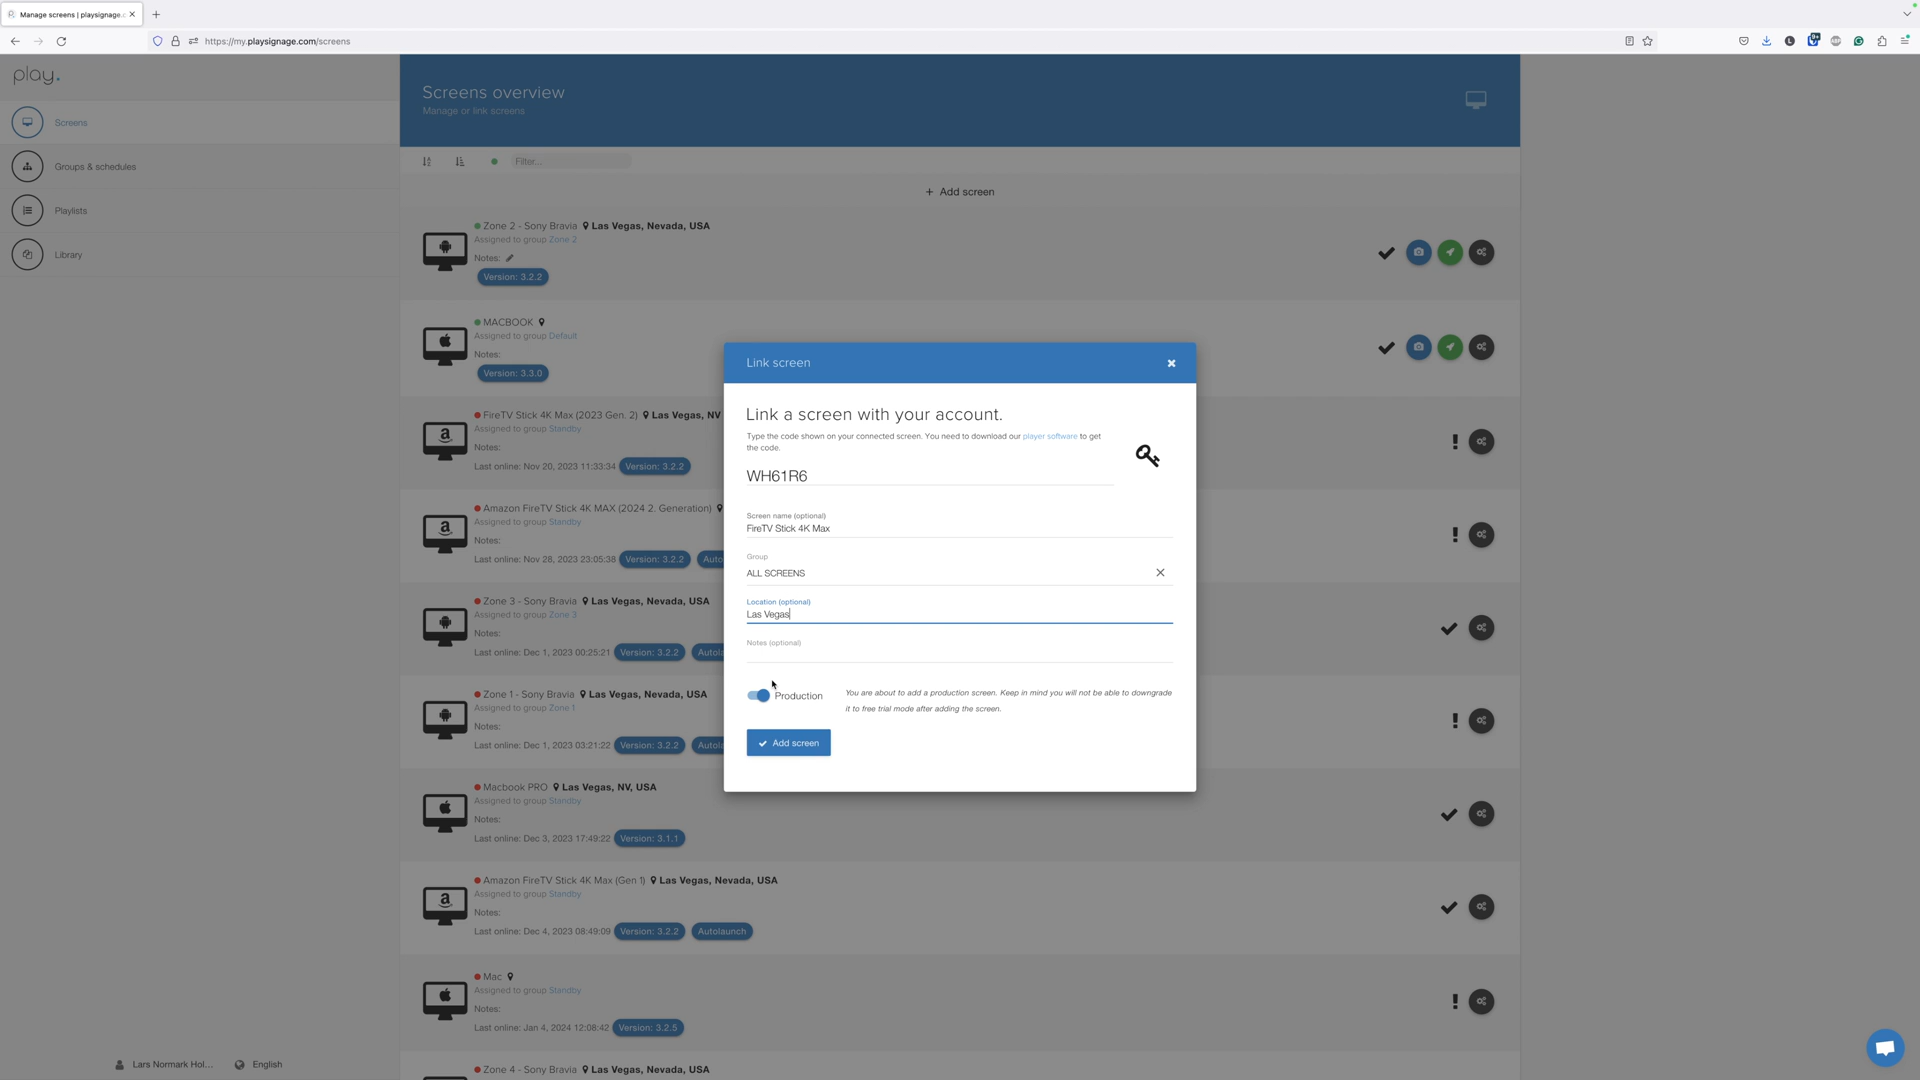 Manage screens | playsignage.c
https://my.playsignage.com/screens
play.
Screens
Groups & schedules
Playlists
Library
Lars Normark Hol...
English
Screens overview
Manage or link screens
Filter...
+ Add screen
Zone 2 - Sony Bravia Las Vegas, Nevada, USA
Assigned to group Zone 2
Notes:
Version: 3.2.2
MACBOOK
Assigned to group Default
Notes:
Version: 3.3.0
FireTV Stick 4K Max (2023 Gen. 2) Las Vegas, NV
Assigned to group Standby
Notes:
Last online: Nov 20, 2023 11:33:34 Version: 3.2.2
Amazon FireTV Stick 4K MAX (2024 2. Generation)
Assigned to group Standby
Notes:
Last online: Nov 28, 2023 23:05:38 Version: 3.2.2 Auto
Zone 3 - Sony Bravia Las Vegas, Nevada, USA
Assigned to group Zone 3
Notes:
Last online: Dec 1, 2023 00:25:21 Version: 3.2.2 Autola
Zone 1 - Sony Bravia Las Vegas, Nevada, USA
Assigned to group Zone 1
Notes:
Last online: Dec 1, 2023 03:21:22 Version: 3.2.2 Autola
Macbook PRO Las Vegas, NV, USA
Assigned to group Standby
Notes:
Last online: Dec 3, 2023 17:49:22 Version: 3.1.1
Amazon FireTV Stick 4K Max (Gen 1) Las Vegas, Nevada, USA
Assigned to group Standby
Notes:
Last online: Dec 4, 2023 08:49:09 Version: 3.2.2 Autolaunch
Mac
Assigned to group Standby
Notes:
Last online: Jan 4, 2024 12:08:42 Version: 3.2.5
Zone 4 - Sony Bravia Las Vegas, Nevada, USA
Link screen
Link a screen with your account.
Type the code shown on your connected screen. You need to download our player software to get
the code.
WH61R6
Screen name (optional)
FireTV Stick 4K Max
Group
ALL SCREENS
Location (optional)
Las Vegas
Notes (optional)
Production
You are about to add a production screen. Keep in mind you will not be able to downgrade
it to free trial mode after adding the screen.
Add screen